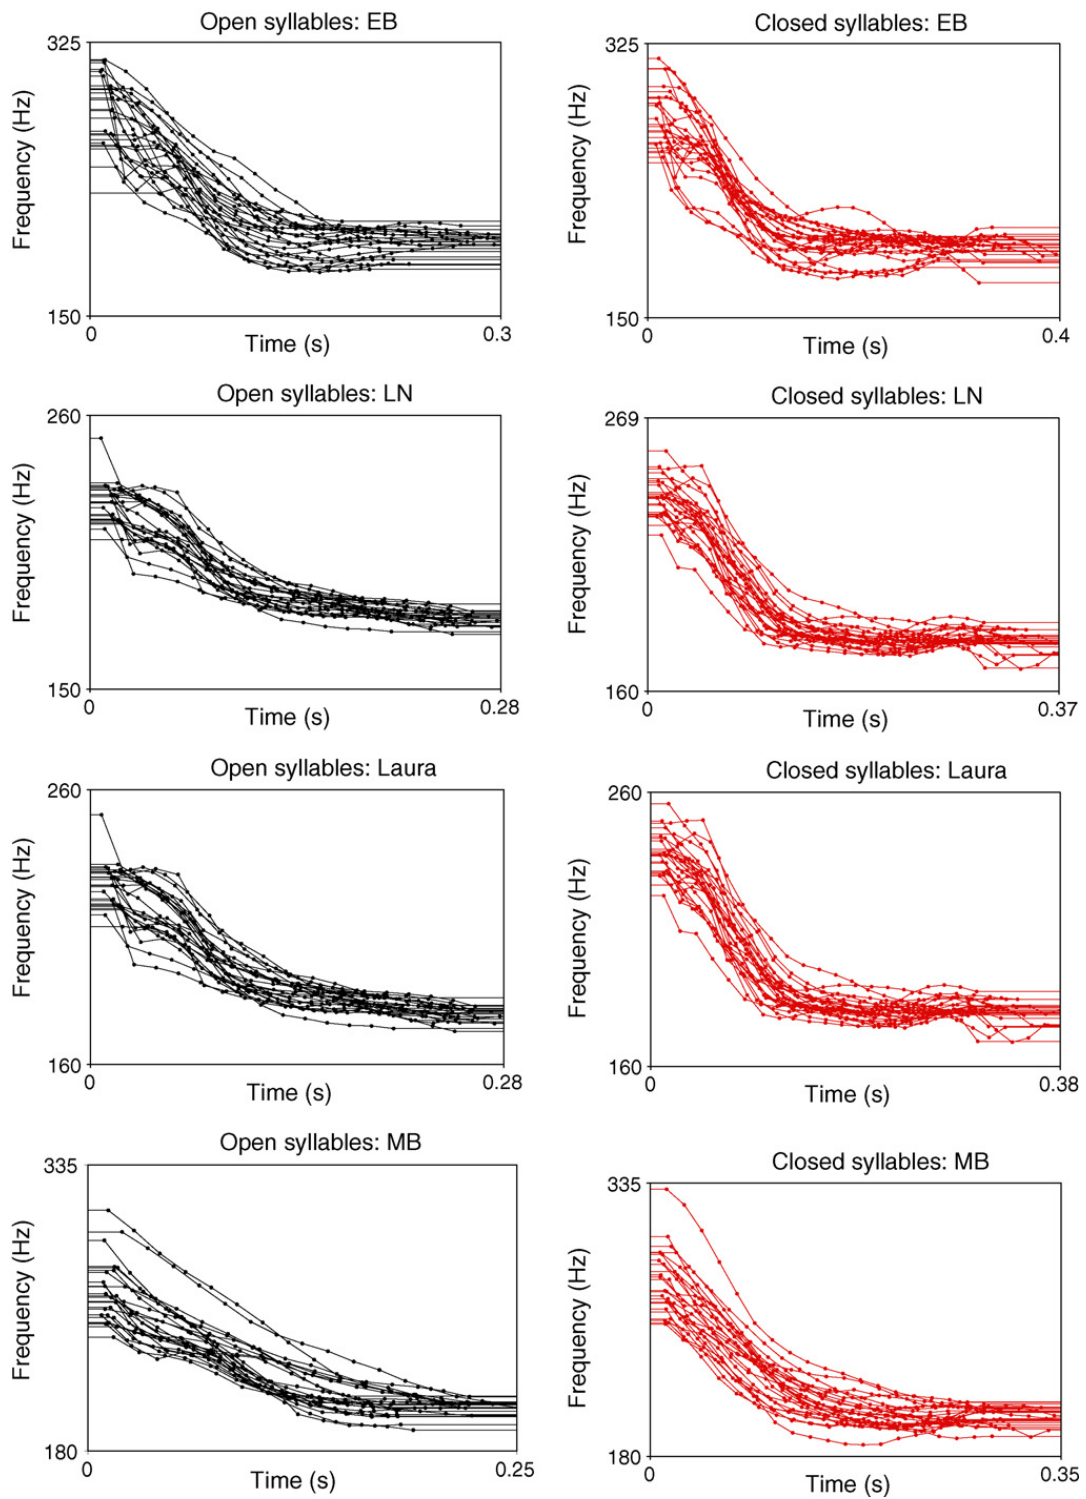 Open syllables: EB
325
Frequency (Hz)
150
0
Time (s)
0.3
Closed syllables: EB
325
Frequency (Hz)
150
0
Time (s)
0.4
Open syllables: LN
260
Frequency (Hz)
150
0
Time (s)
0.28
Closed syllables: LN
269
Frequency (Hz)
160
0
Time (s)
0.37
Open syllables: Laura
260
Frequency (Hz)
160
0
Time (s)
0.28
Closed syllables: Laura
260
Frequency (Hz)
160
0
Time (s)
0.38
Open syllables: MB
335
Frequency (Hz)
180
0
Time (s)
0.25
Closed syllables: MB
335
Frequency (Hz)
180
0
Time (s)
0.35